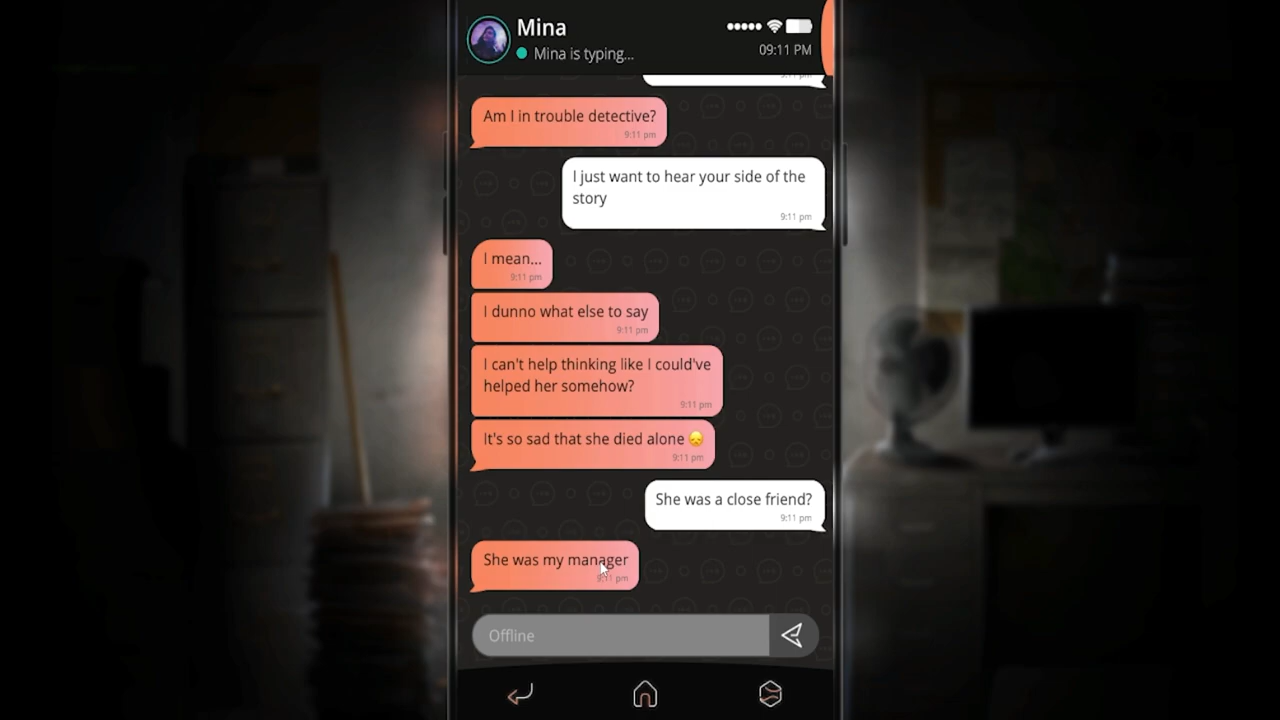 Mina
Mina is typing...
09:11 PM
9:11 pm
Am I in trouble detective?
9:11 pm
I just want to hear your side of the
story
9:11 pm
I mean...
9:11 pm
I dunno what else to say
9:11 pm
I can't help thinking like I could've
helped her somehow?
9:11 pm
It's so sad that she died alone 😞
9:11 pm
She was a close friend?
9:11 pm
She was my manager
9:11 pm
Offline